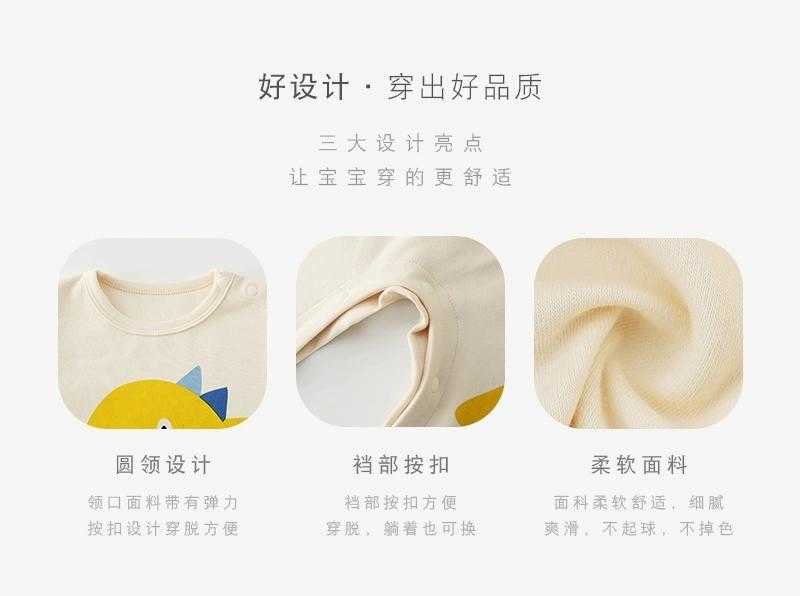 好设计·穿出好品质
三大设计亮点
让宝宝穿的更舒适
圆领设计
领口面料带有弹力
按扣设计穿脱方便
裆部按扣
裆部按扣方便
穿脱，躺着也可换
柔软面料
面料柔软舒适，细腻
爽滑，不起球，不掉色